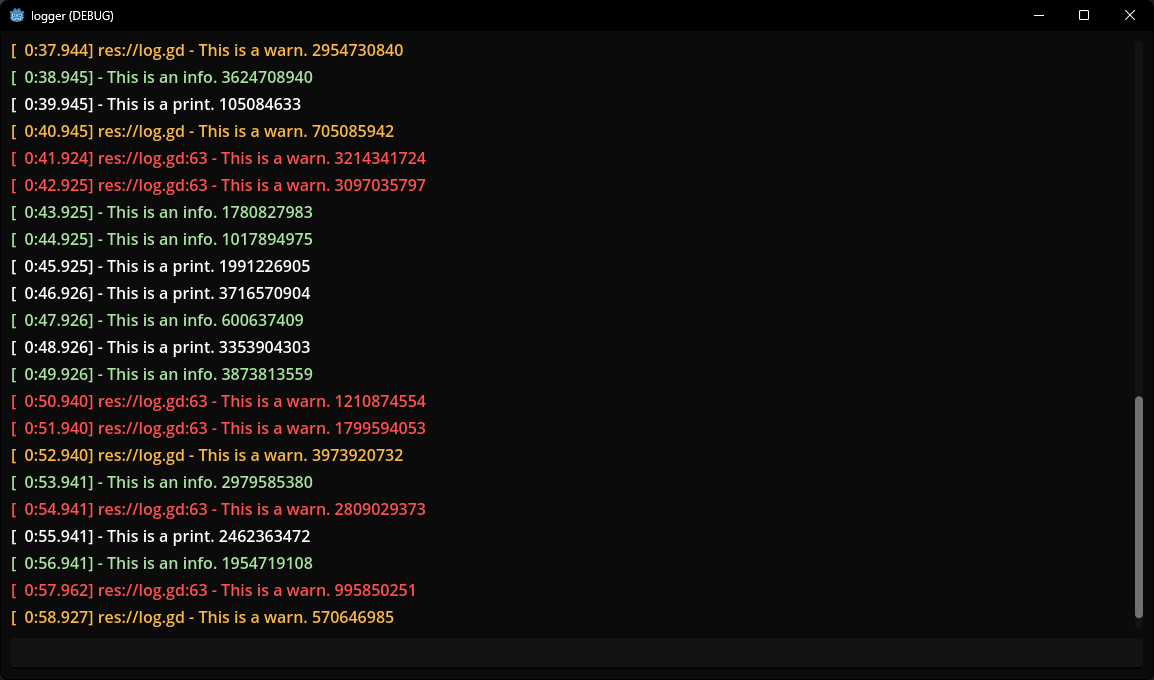 logger (DEBUG)
[ 0:37.944] res://log.gd - This is a warn. 2954730840
[ 0:38.945] - This is an info. 3624708940
[ 0:39.945] - This is a print. 105084633
[ 0:40.945] res://log.gd - This is a warn. 705085942
[ 0:41.924] res://log.gd:63 - This is a warn. 3214341724
[ 0:42.925] res://log.gd:63 - This is a warn. 3097035797
[ 0:43.925] - This is an info. 1780827983
[ 0:44.925] - This is an info. 1017894975
[ 0:45.925] - This is a print. 1991226905
[ 0:46.926] - This is a print. 3716570904
[ 0:47.926] - This is an info. 600637409
[ 0:48.926] - This is a print. 3353904303
[ 0:49.926] - This is an info. 3873813559
[ 0:50.940] res://log.gd:63 - This is a warn. 1210874554
[ 0:51.940] res://log.gd:63 - This is a warn. 1799594053
[ 0:52.940] res://log.gd - This is a warn. 3973920732
[ 0:53.941] - This is an info. 2979585380
[ 0:54.941] res://log.gd:63 - This is a warn. 2809029373
[ 0:55.941] - This is a print. 2462363472
[ 0:56.941] - This is an info. 1954719108
[ 0:57.962] res://log.gd:63 - This is a warn. 995850251
[ 0:58.927] res://log.gd - This is a warn. 570646985